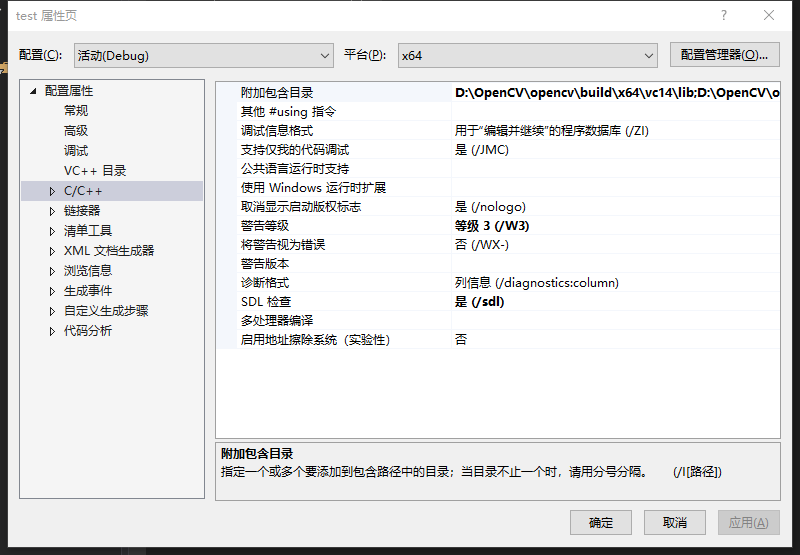 test 属性页
配置(C): 活动(Debug) 平台(P): x64 配置管理器(O)...
配置属性
常规
高级
调试
VC++ 目录
C/C++
链接器
清单工具
XML 文档生成器
浏览信息
生成事件
自定义生成步骤
代码分析
附加包含目录 D:\OpenCV\opencv\build\x64\vc14\lib;D:\OpenCV\o
其他 #using 指令
调试信息格式 用于“编辑并继续”的程序数据库 (/ZI)
支持仅我的代码调试 是 (/JMC)
公共语言运行时支持
使用 Windows 运行时扩展
取消显示启动版权标志 是 (/nologo)
警告等级 等级 3 (/W3)
将警告视为错误 否 (/WX-)
警告版本
诊断格式 列信息 (/diagnostics:column)
SDL 检查 是 (/sdl)
多处理器编译
启用地址擦除系统（实验性） 否
附加包含目录
指定一个或多个要添加到包含路径中的目录；当目录不止一个时，请用分号分隔。 (/I[路径])
确定 取消 应用(A)